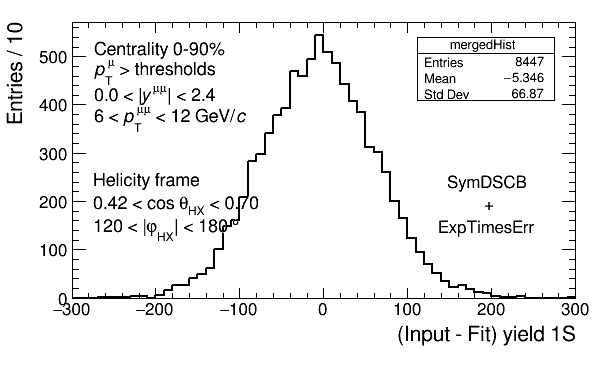 Entries / 10
500
400
300
200
100
0
Centrality 0-90%
p_T^μ > thresholds
0.0 < |y^μμ| < 2.4
6 < p_T^μμ < 12 GeV/c
mergedHist
Entries 8447
Mean −5.346
Std Dev 66.87
Helicity frame
0.42 < cos θ_HX < 0.70
120 < |φ_HX| < 180°
SymDSCB
+
ExpTimesErr
−300 −200 −100 0 100 200 300
(Input - Fit) yield 1S